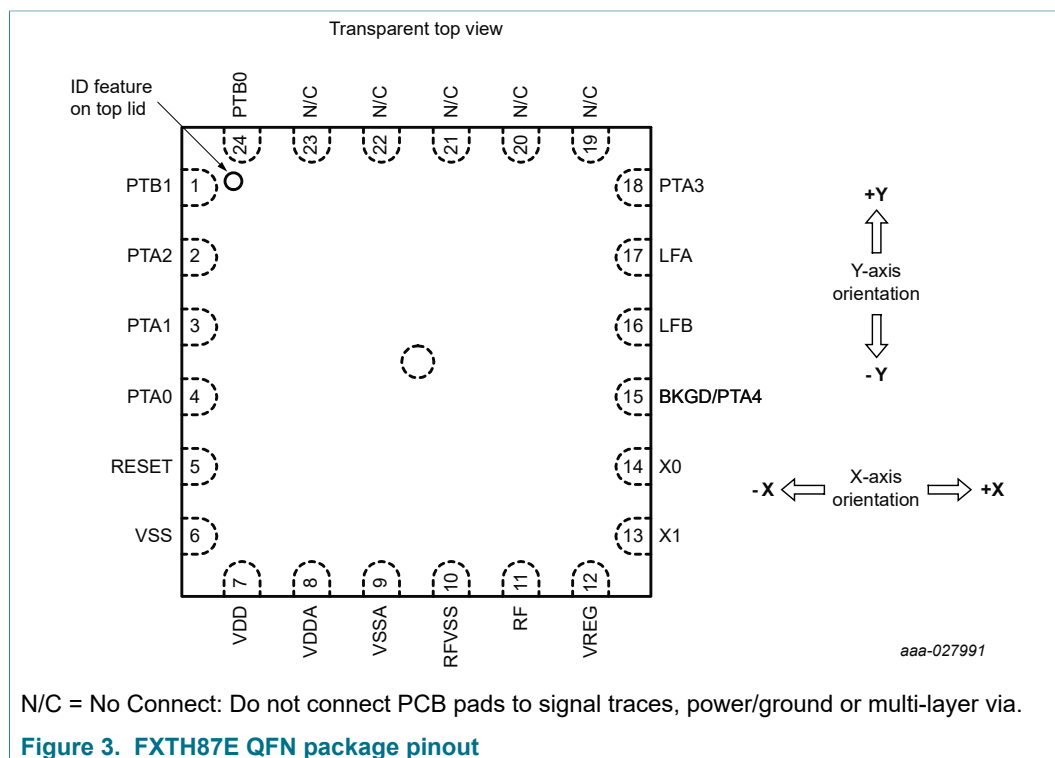 Transparent top view
ID feature
on top lid
PTB0
N/C
N/C
N/C
N/C
N/C
24
23
22
21
20
19
PTB1 1
18 PTA3
PTA2 2
17 LFA
PTA1 3
16 LFB
PTA0 4
15 BKGD/PTA4
RESET 5
14 X0
VSS 6
13 X1
7
8
9
10
11
12
VDD
VDDA
VSSA
RFVSS
RF
VREG
+Y
Y-axis
orientation
- Y
- X
X-axis
orientation
+X
aaa-027991
N/C = No Connect: Do not connect PCB pads to signal traces, power/ground or multi-layer via.
Figure 3. FXTH87E QFN package pinout